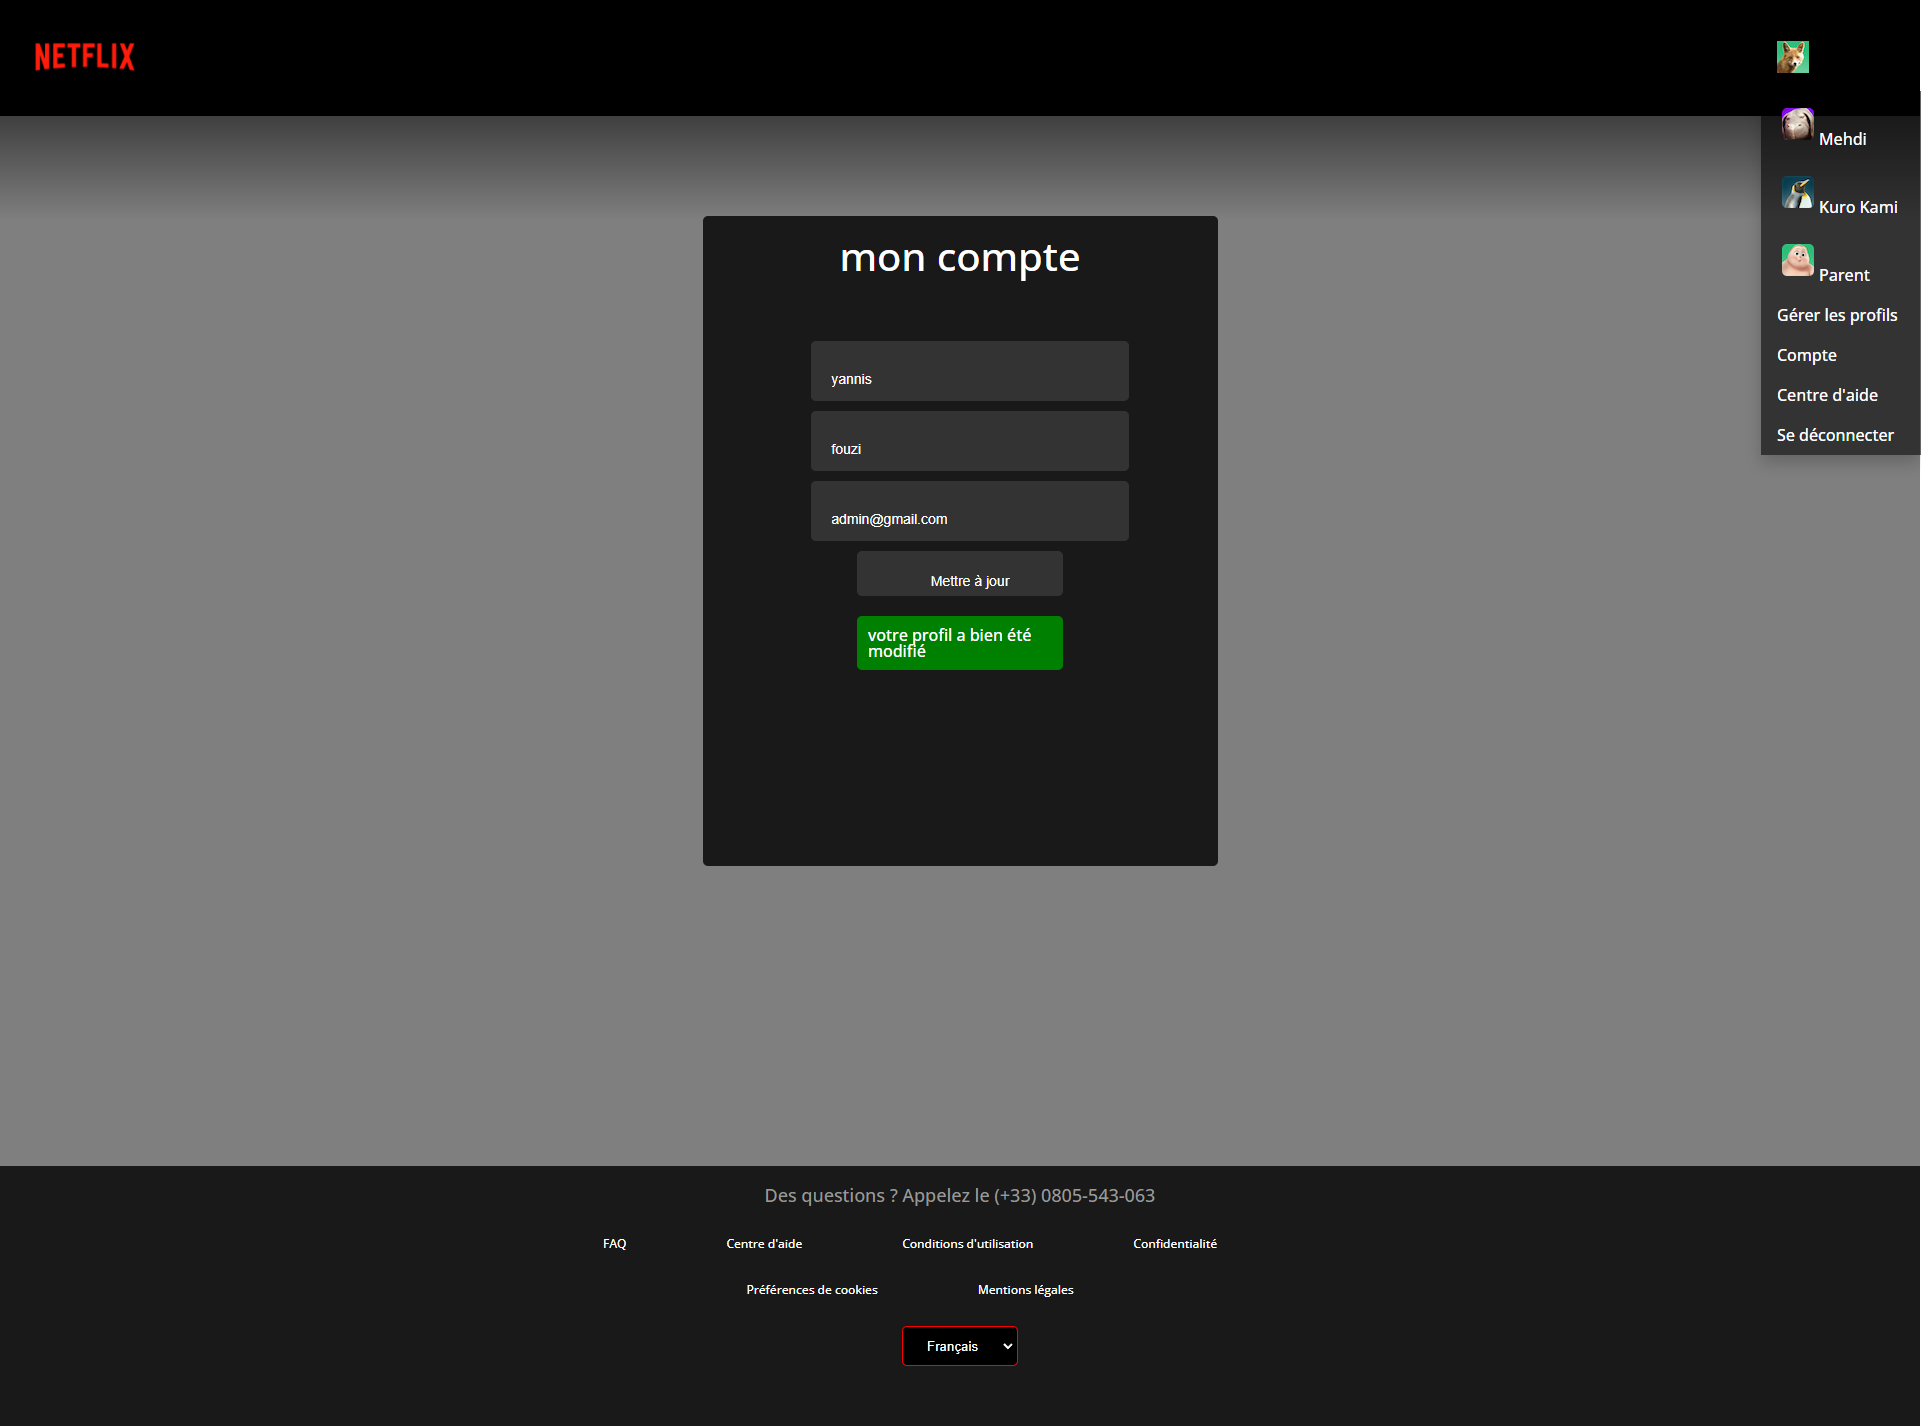 NETFLIX
Mehdi
Kuro Kami
Parent
Gérer les profils
Compte
Centre d'aide
Se déconnecter
mon compte
yannis
fouzi
admin@gmail.com
Mettre à jour
votre profil a bien été
modifié
Des questions ? Appelez le (+33) 0805-543-063
FAQ Centre d'aide Conditions d'utilisation Confidentialité
Préférences de cookies Mentions légales
Français